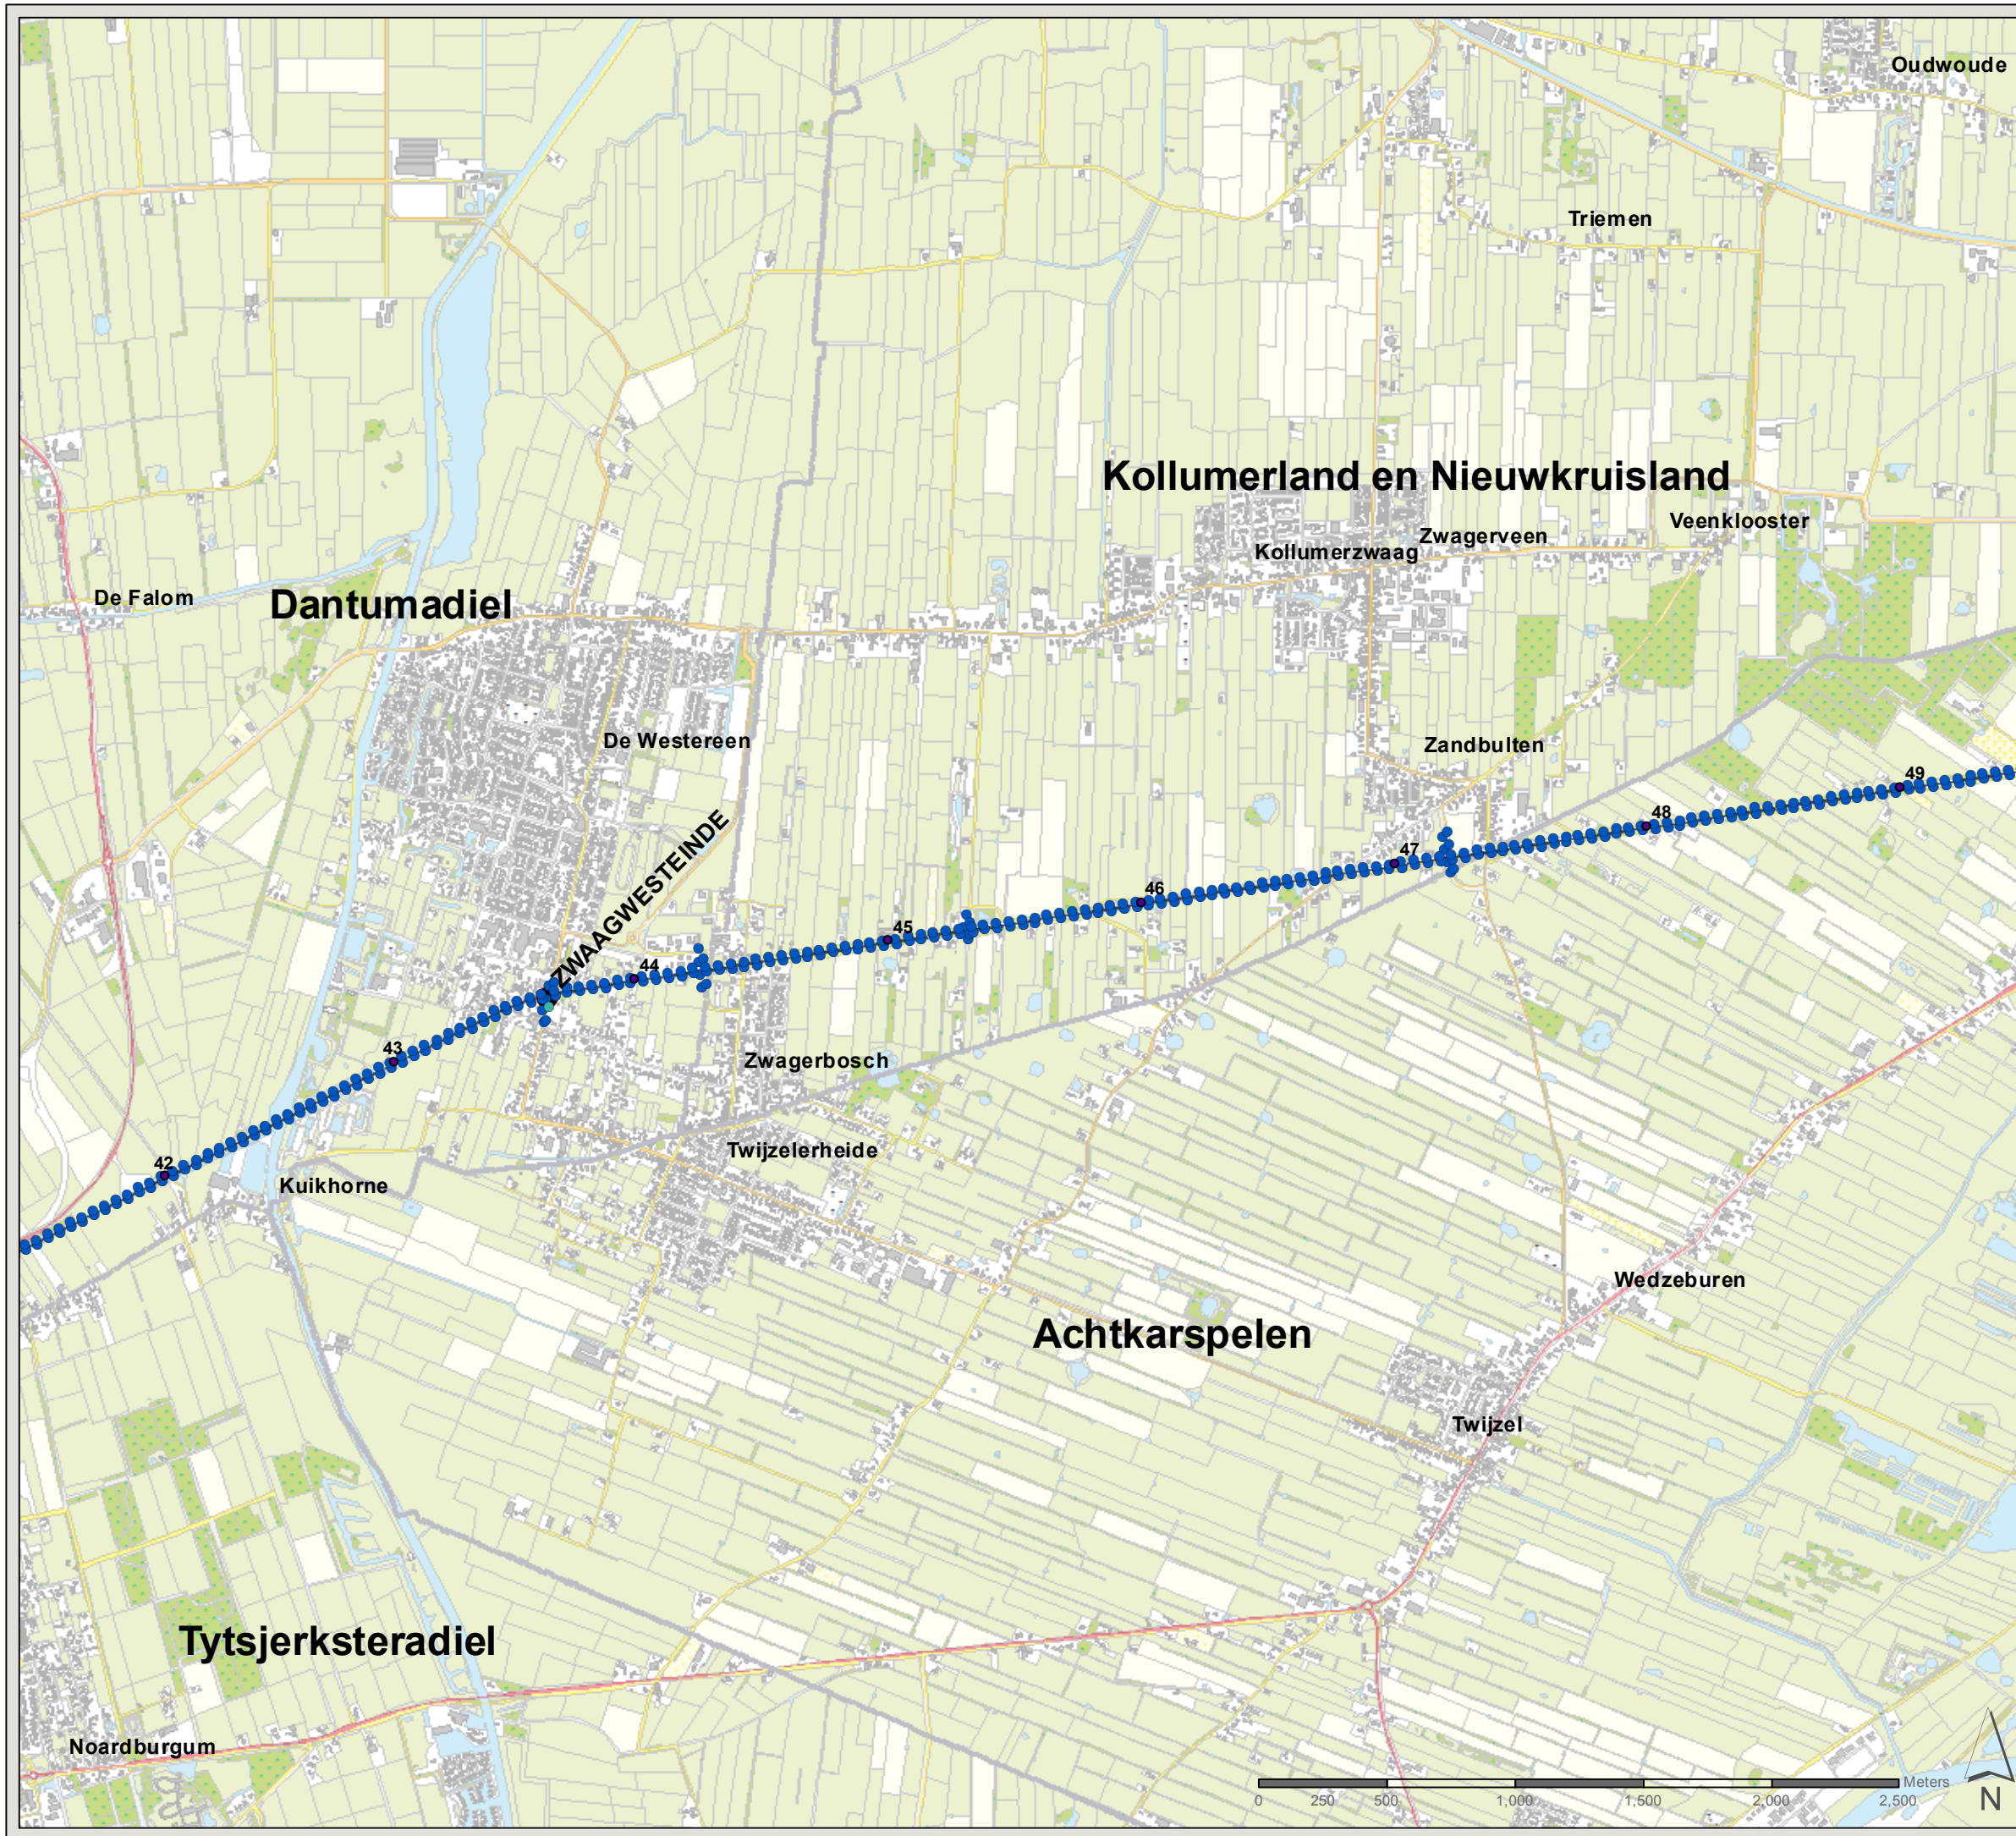 Oudwoude
Triemen
Kollumerland en Nieuwkruisland
Veenklooster
Zwagerveen
Kollumerzwaag
De Falom
Dantumadiel
De Westereen
Zandbulten
49
48
ZWAAGWESTEINDE
47
46
45
44
43
Zwagerbosch
Twijzelerheide
42
Kuikhorne
Wedzeburen
Achtkarspelen
Twijzel
Tytsjerksteradiel
Noardburgum
Meters
0 250 500 1,000 1,500 2,000 2,500
N